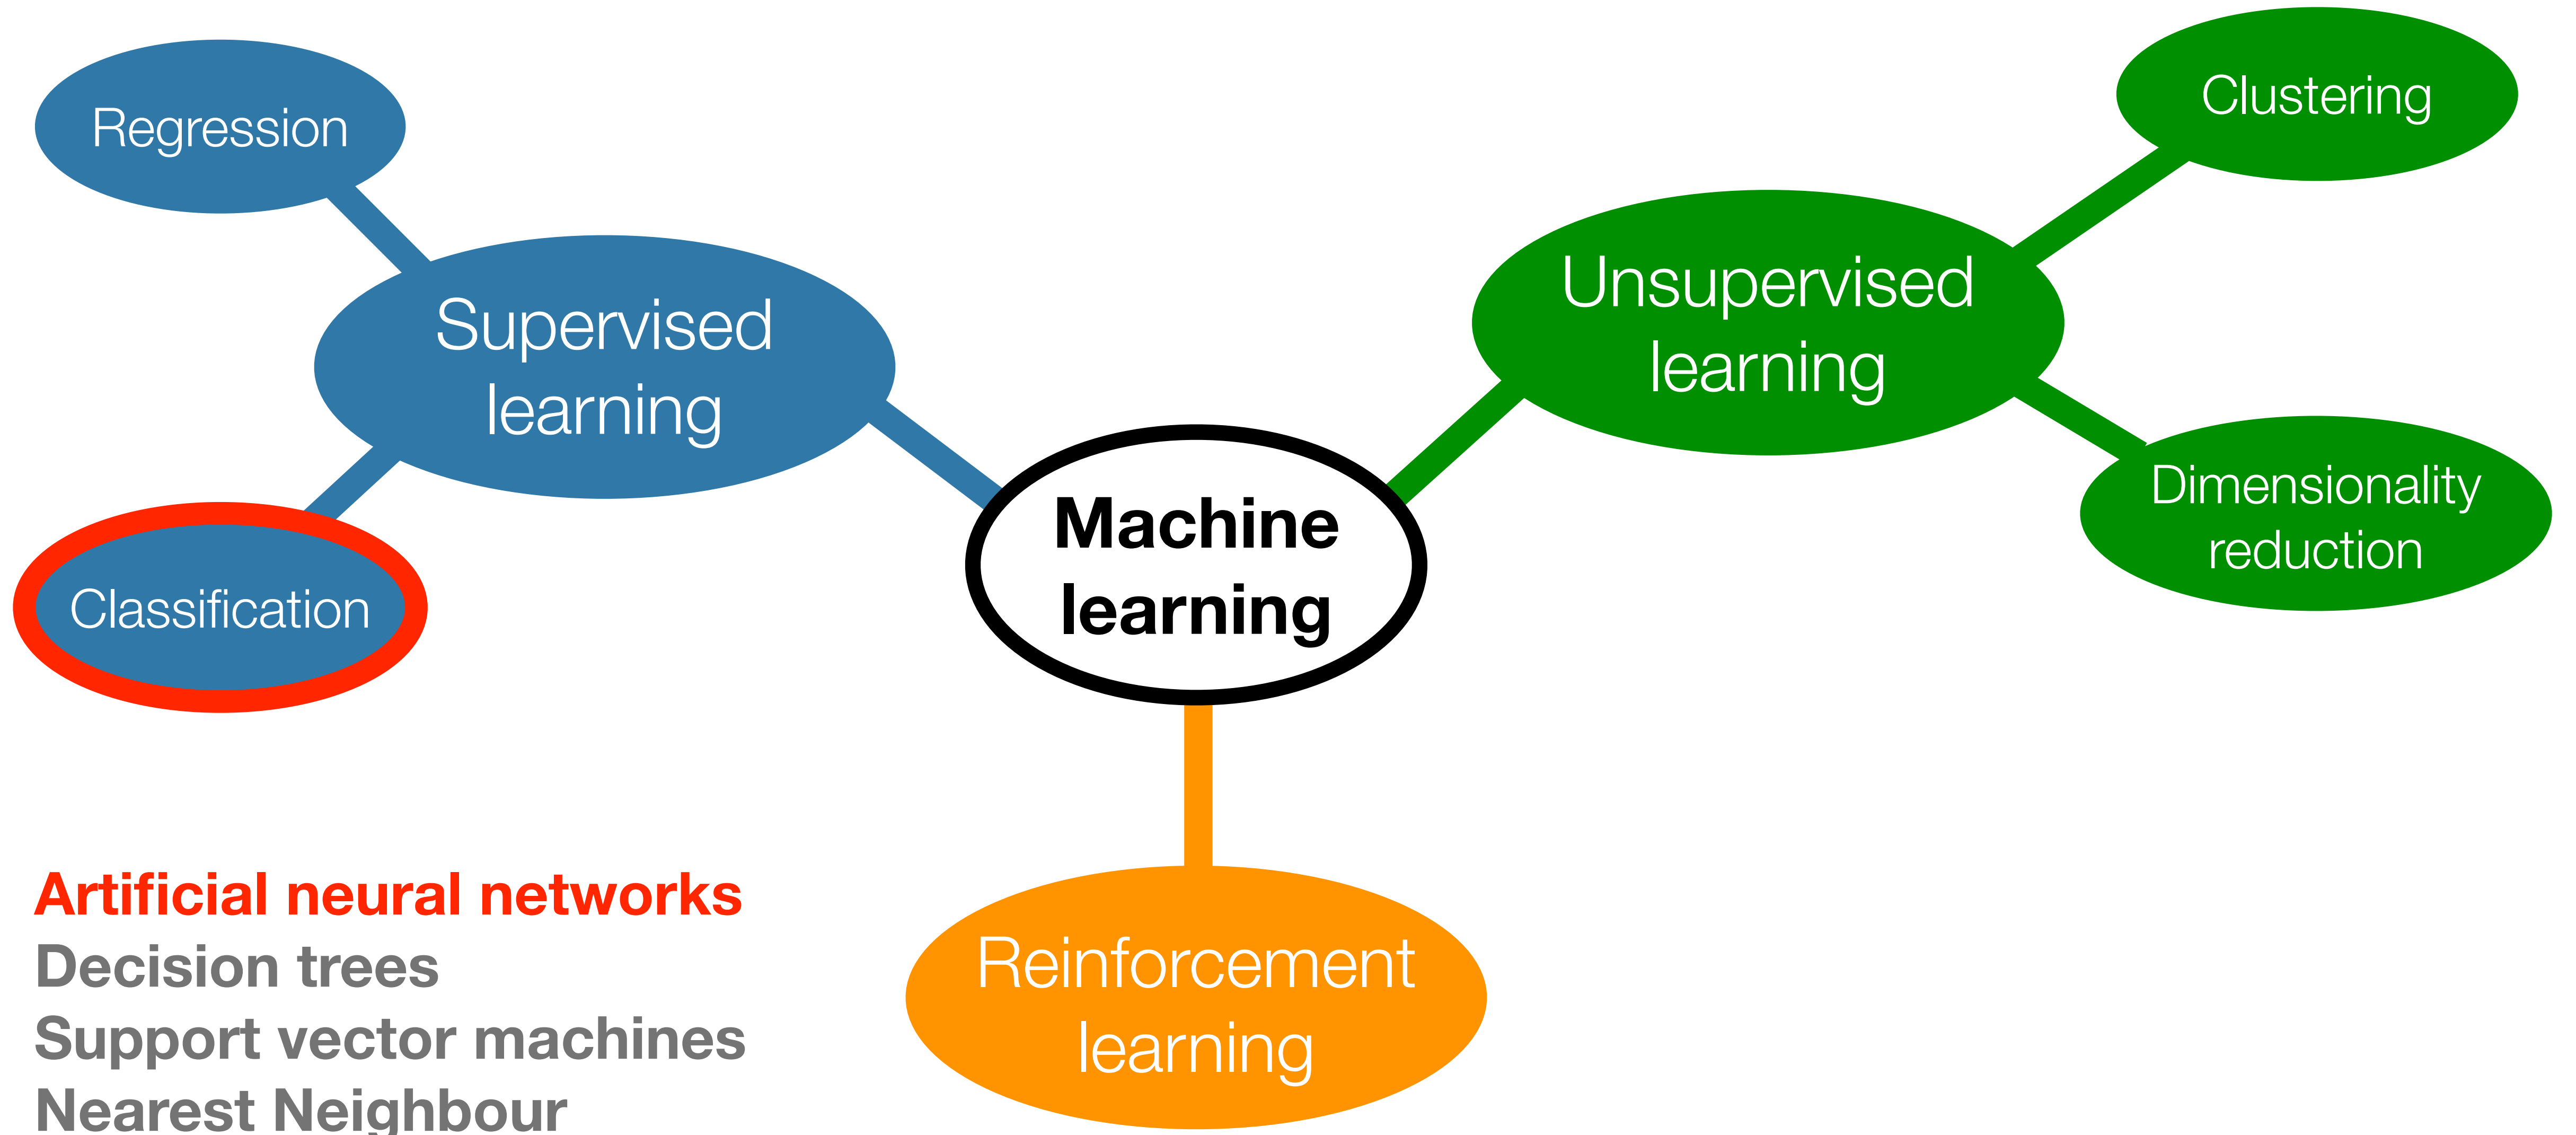 Regression
Supervised
learning
Classification
Machine
learning
Unsupervised
learning
Clustering
Dimensionality
reduction
Reinforcement
learning
Artificial neural networks
Decision trees
Support vector machines
Nearest Neighbour